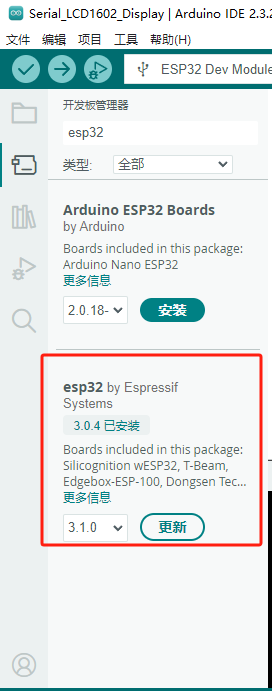 Serial_LCD1602_Display | Arduino IDE 2.3.2
文件 编辑 项目 工具 帮助(H)
ESP32 Dev Module
开发板管理器
esp32
类型: 全部
Arduino ESP32 Boards
by Arduino
Boards included in this package:
Arduino Nano ESP32
更多信息
2.0.18- 安装
esp32 by Espressif
Systems
3.0.4 已安装
Boards included in this package:
Silicognition wESP32, T-Beam,
Edgebox-ESP-100, Dongsen Tec...
更多信息
3.1.0 更新